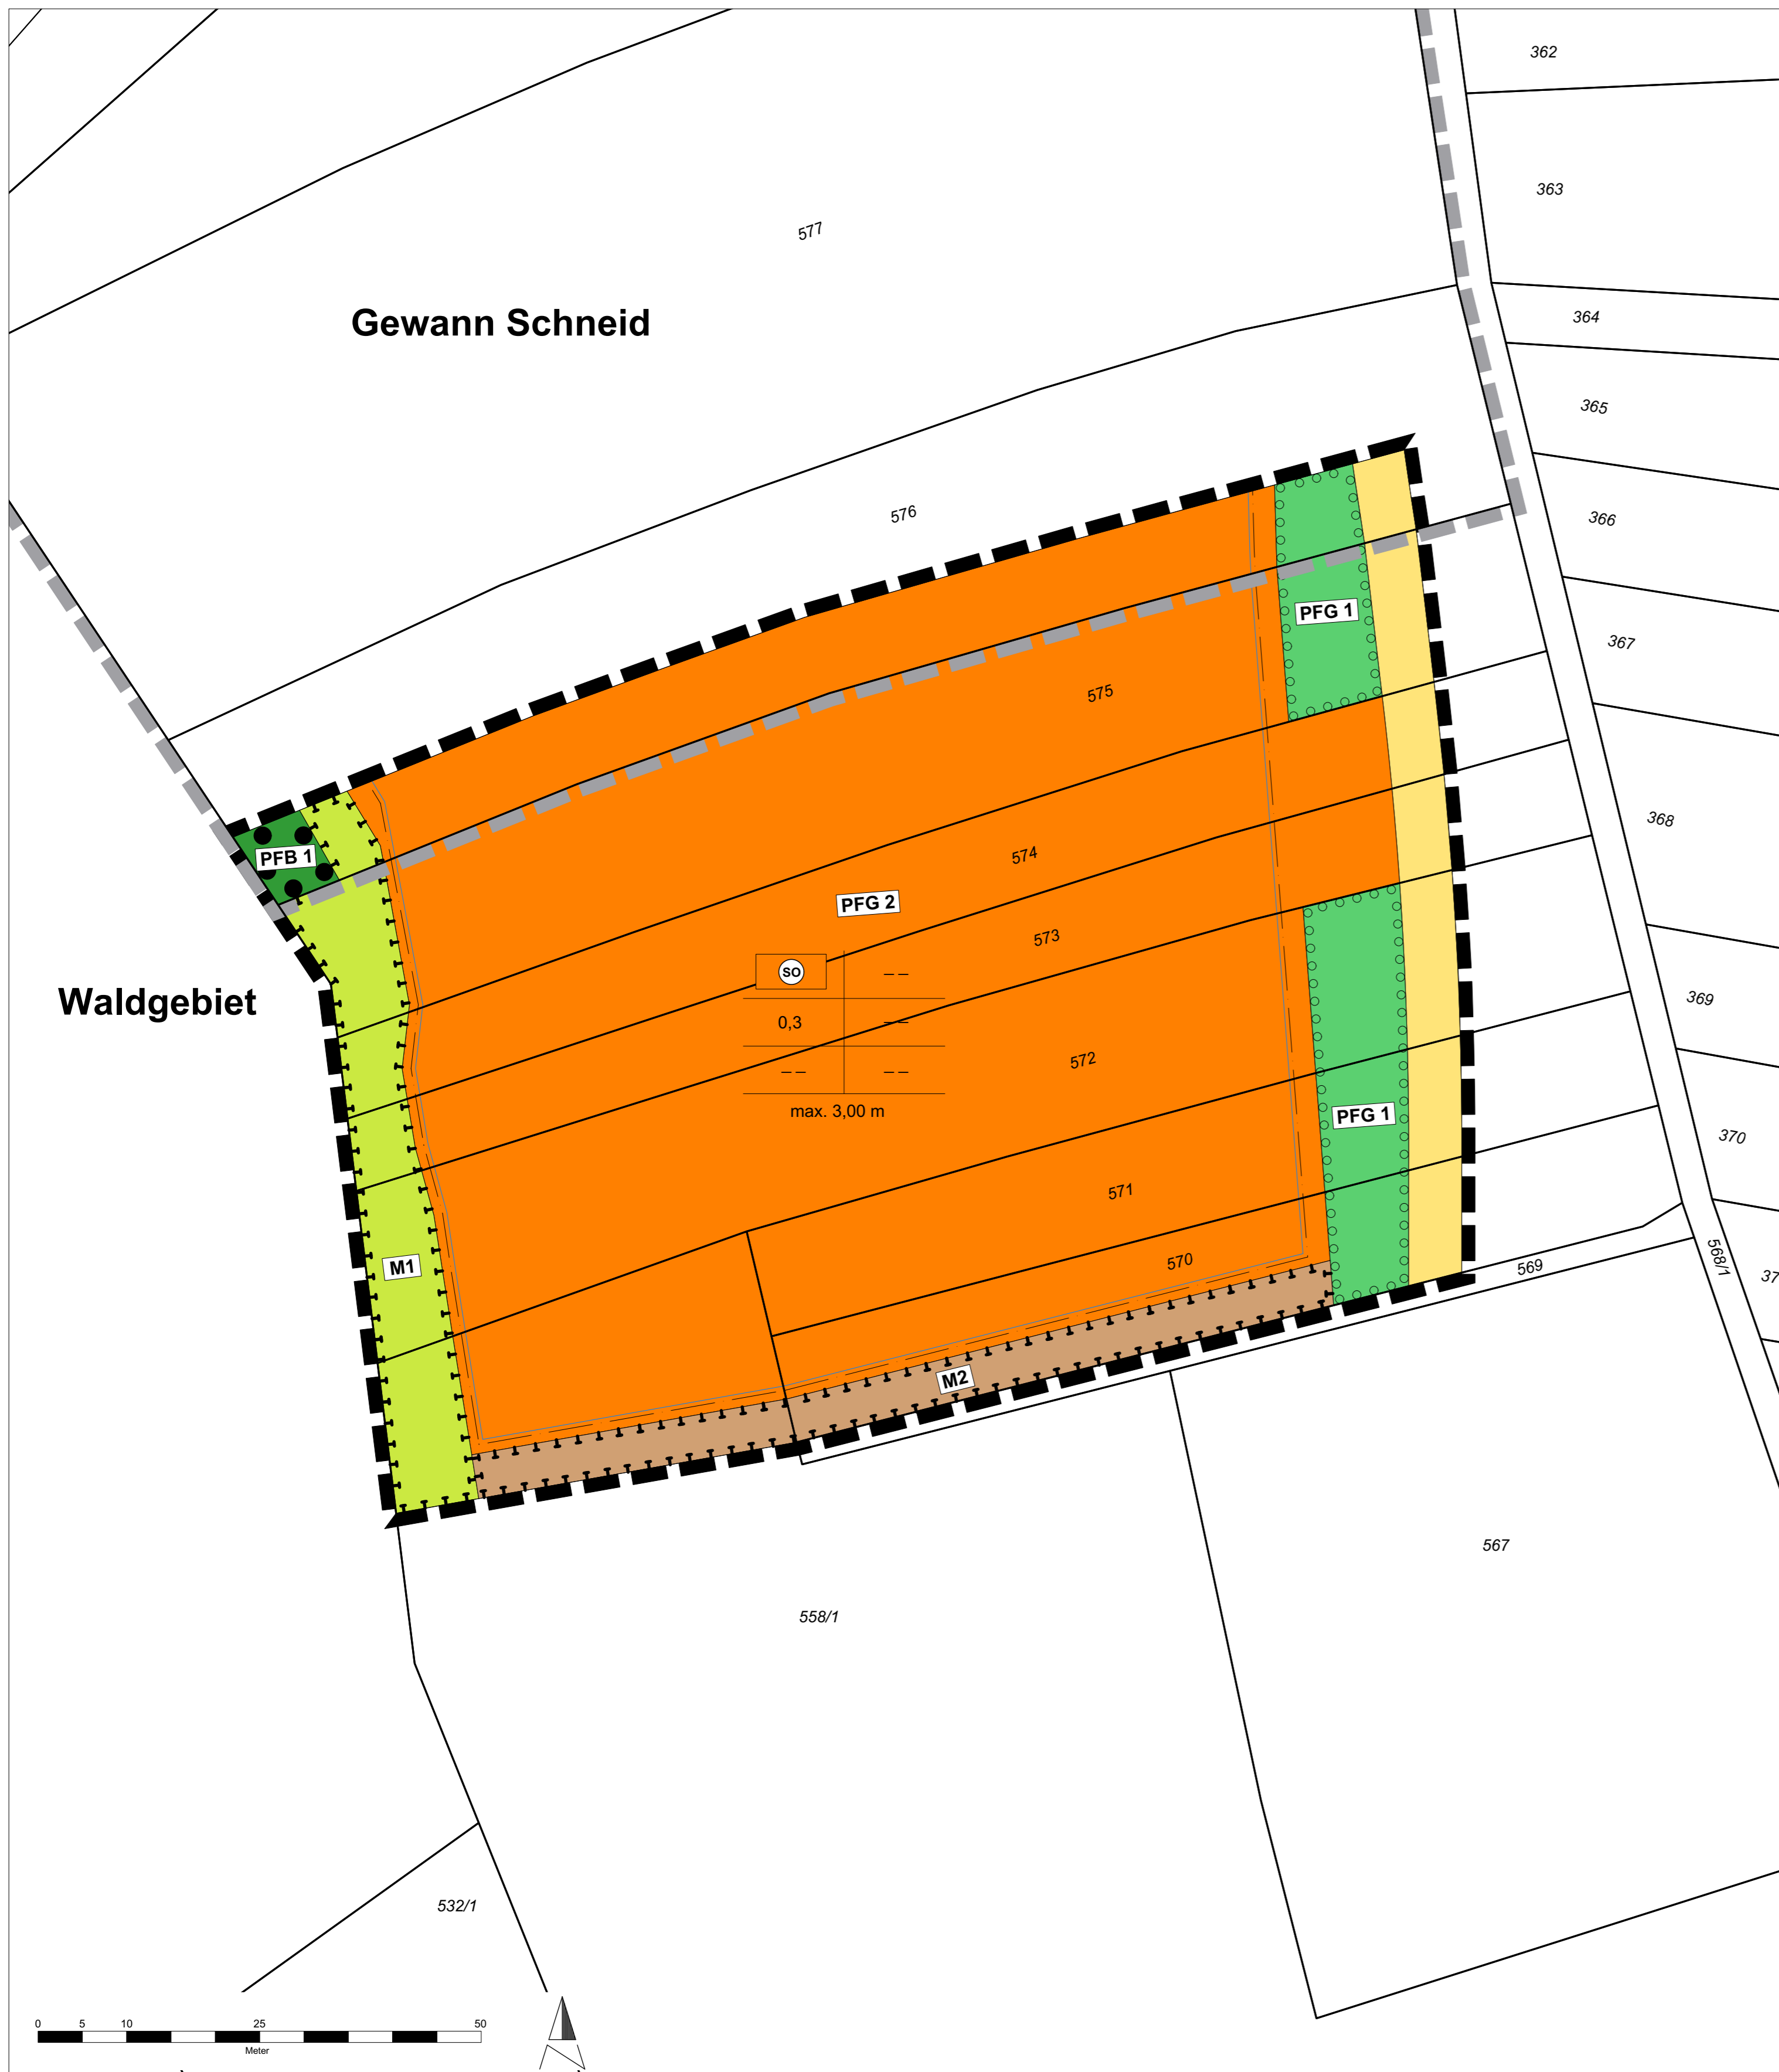 362
363
577
Gewann Schneid
364
365
576
366
PFG 1
367
575
368
PFB 1
574
PFG 2
573
SO
– –
Waldgebiet
369
0,3
– –
572
– –
– –
max. 3,00 m
PFG 1
370
571
M1
570
569
568/1
37
M2
567
558/1
532/1
0 5 10 25 50
Meter